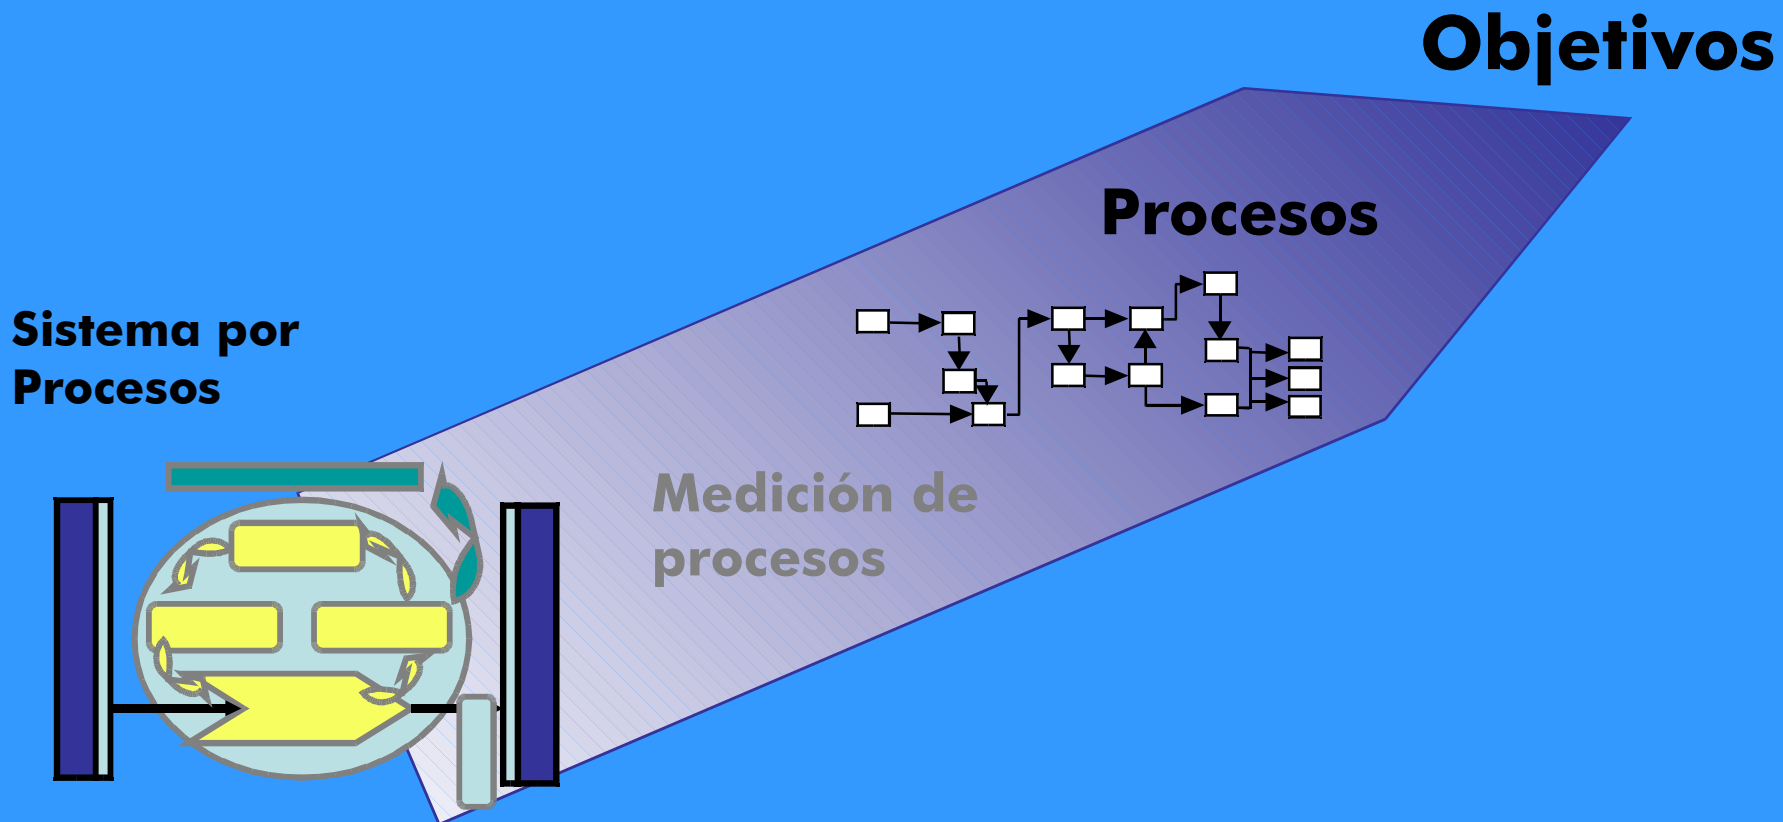 Objetivos
Procesos
Sistema por
Procesos
Medición de
procesos